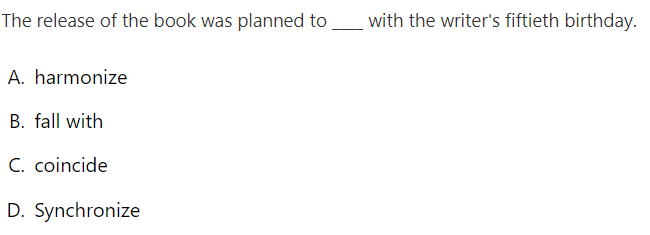 The release of the book was planned to ____ with the writer's fiftieth birthday.
A. harmonize
B. fall with
C. coincide
D. Synchronize